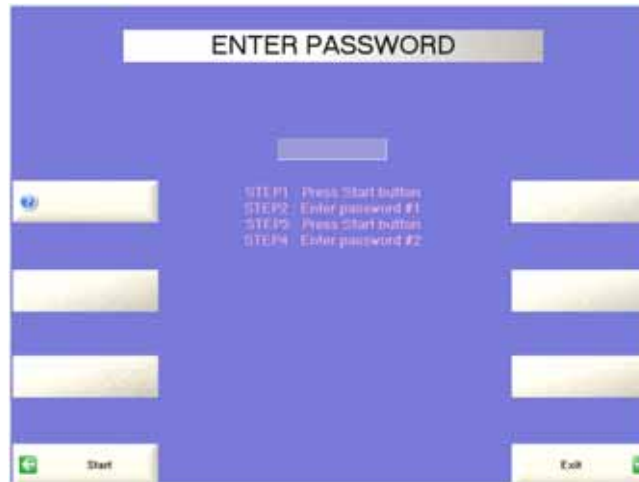 ENTER PASSWORD
STEP1 Press Start button
STEP2 Enter password #1
STEP3 Press Start button
STEP4 Enter password #2
Start
Exit